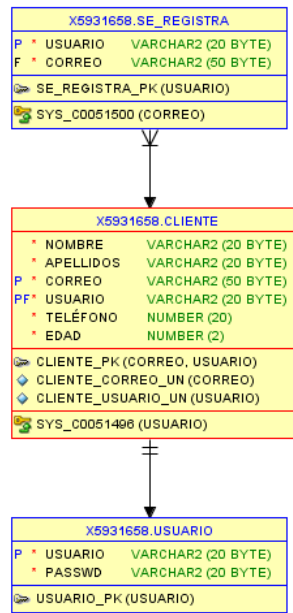 X5931658.SE_REGISTRA
P * USUARIO VARCHAR2 (20 BYTE)
F * CORREO VARCHAR2 (50 BYTE)
SE_REGISTRA_PK (USUARIO)
SYS_C0051500 (CORREO)
X5931658.CLIENTE
* NOMBRE VARCHAR2 (20 BYTE)
* APELLIDOS VARCHAR2 (20 BYTE)
P * CORREO VARCHAR2 (50 BYTE)
PF* USUARIO VARCHAR2 (20 BYTE)
* TELÉFONO NUMBER (20)
* EDAD NUMBER (2)
CLIENTE_PK (CORREO, USUARIO)
CLIENTE_CORREO_UN (CORREO)
CLIENTE_USUARIO_UN (USUARIO)
SYS_C0051496 (USUARIO)
X5931658.USUARIO
P * USUARIO VARCHAR2 (20 BYTE)
* PASSWD VARCHAR2 (20 BYTE)
USUARIO_PK (USUARIO)